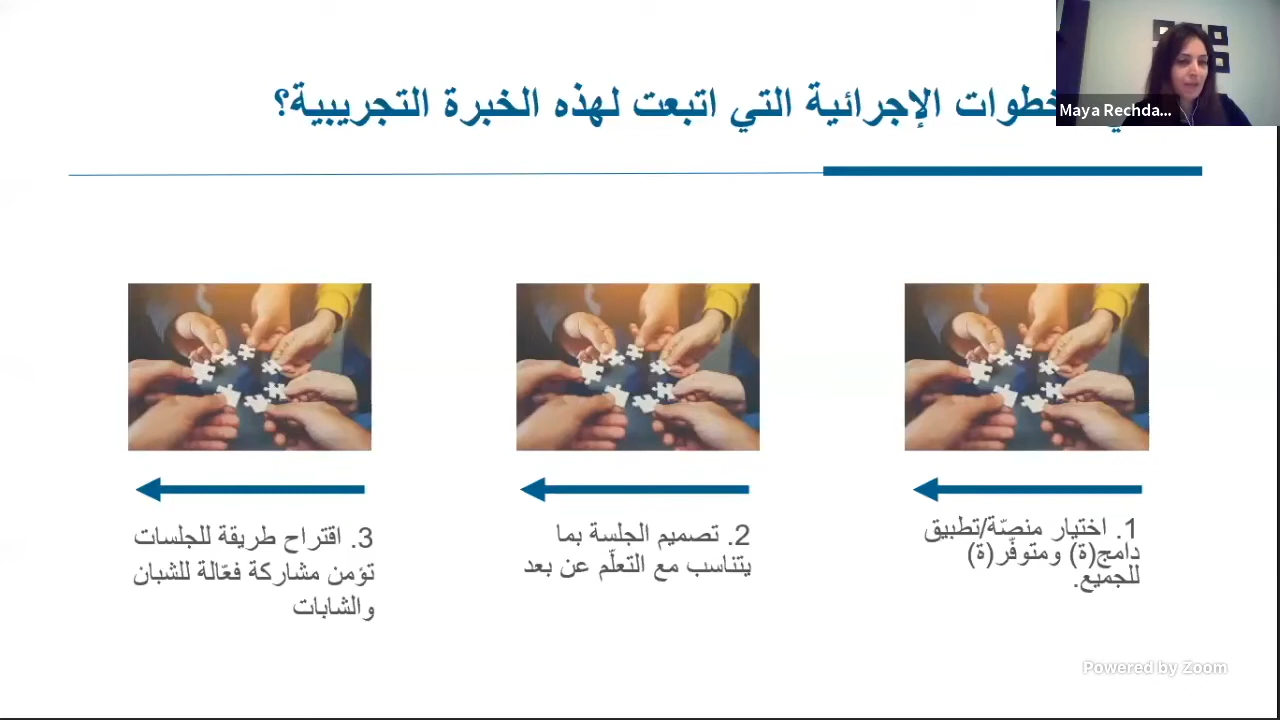 خطوات الإجرائية التي اتبعت لهذه الخبرة التجريبية؟
Maya Rechda...
1. اختيار منصّة/تطبيق
دامج(ة) ومتوفّر(ة)
للجميع.
2. تصميم الجلسة بما
يتناسب مع التعلّم عن بعد
3. اقتراح طريقة للجلسات
تؤمن مشاركة فعّالة للشبان
والشابات
Powered by Zoom